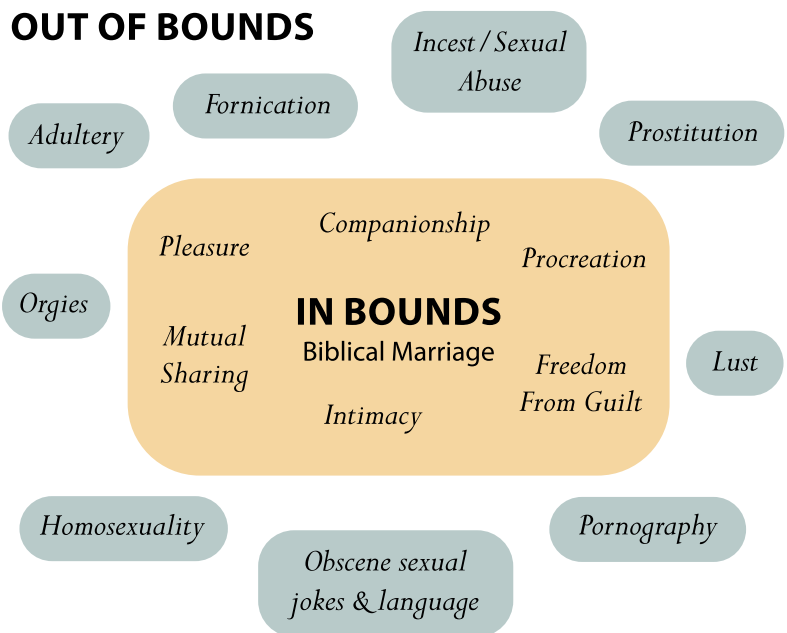 OUT OF BOUNDS
Incest / Sexual
Abuse
Fornication
Adultery
Prostitution
Companionship
Pleasure
Procreation
Orgies
IN BOUNDS
Biblical Marriage
Mutual
Sharing
Freedom
From Guilt
Lust
Intimacy
Homosexuality
Pornography
Obscene sexual
jokes & language